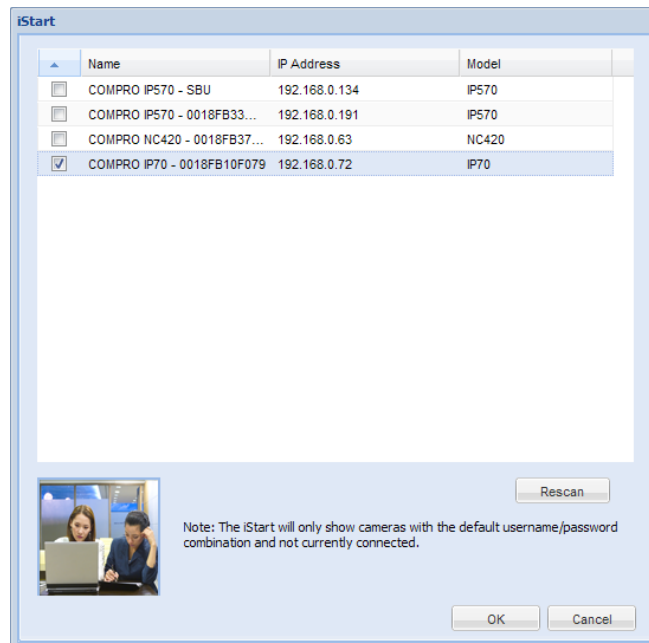 iStart
Name IP Address Model
COMPRO IP570 - SBU 192.168.0.134 IP570
COMPRO IP570 - 0018FB33... 192.168.0.191 IP570
COMPRO NC420 - 0018FB37... 192.168.0.63 NC420
COMPRO IP70 - 0018FB10F079 192.168.0.72 IP70
Rescan
Note: The iStart will only show cameras with the default username/password
combination and not currently connected.
OK Cancel